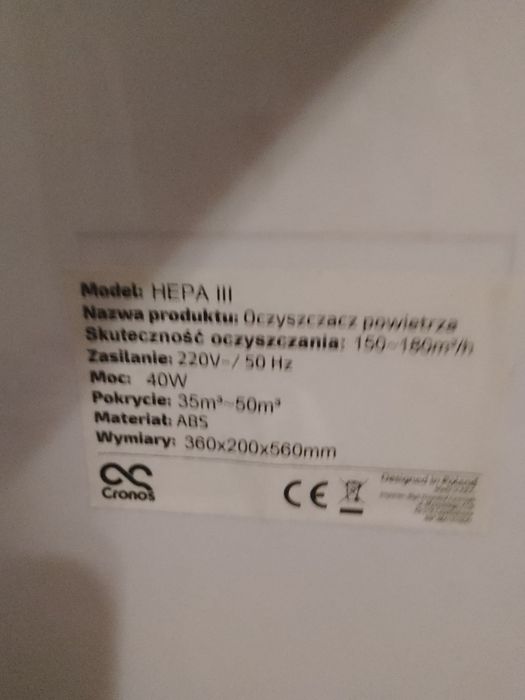 Model: HEPA III
Nazwa produktu: Oczyszczacz powietrza
Skuteczność oczyszczania: 150~180m³/h
Zasilanie: 220V~/ 50 Hz
Moc: 40W
Pokrycie: 35m³~50m³
Materiał: ABS
Wymiary: 360x200x560mm
Cronos
CE
Designed in Poland